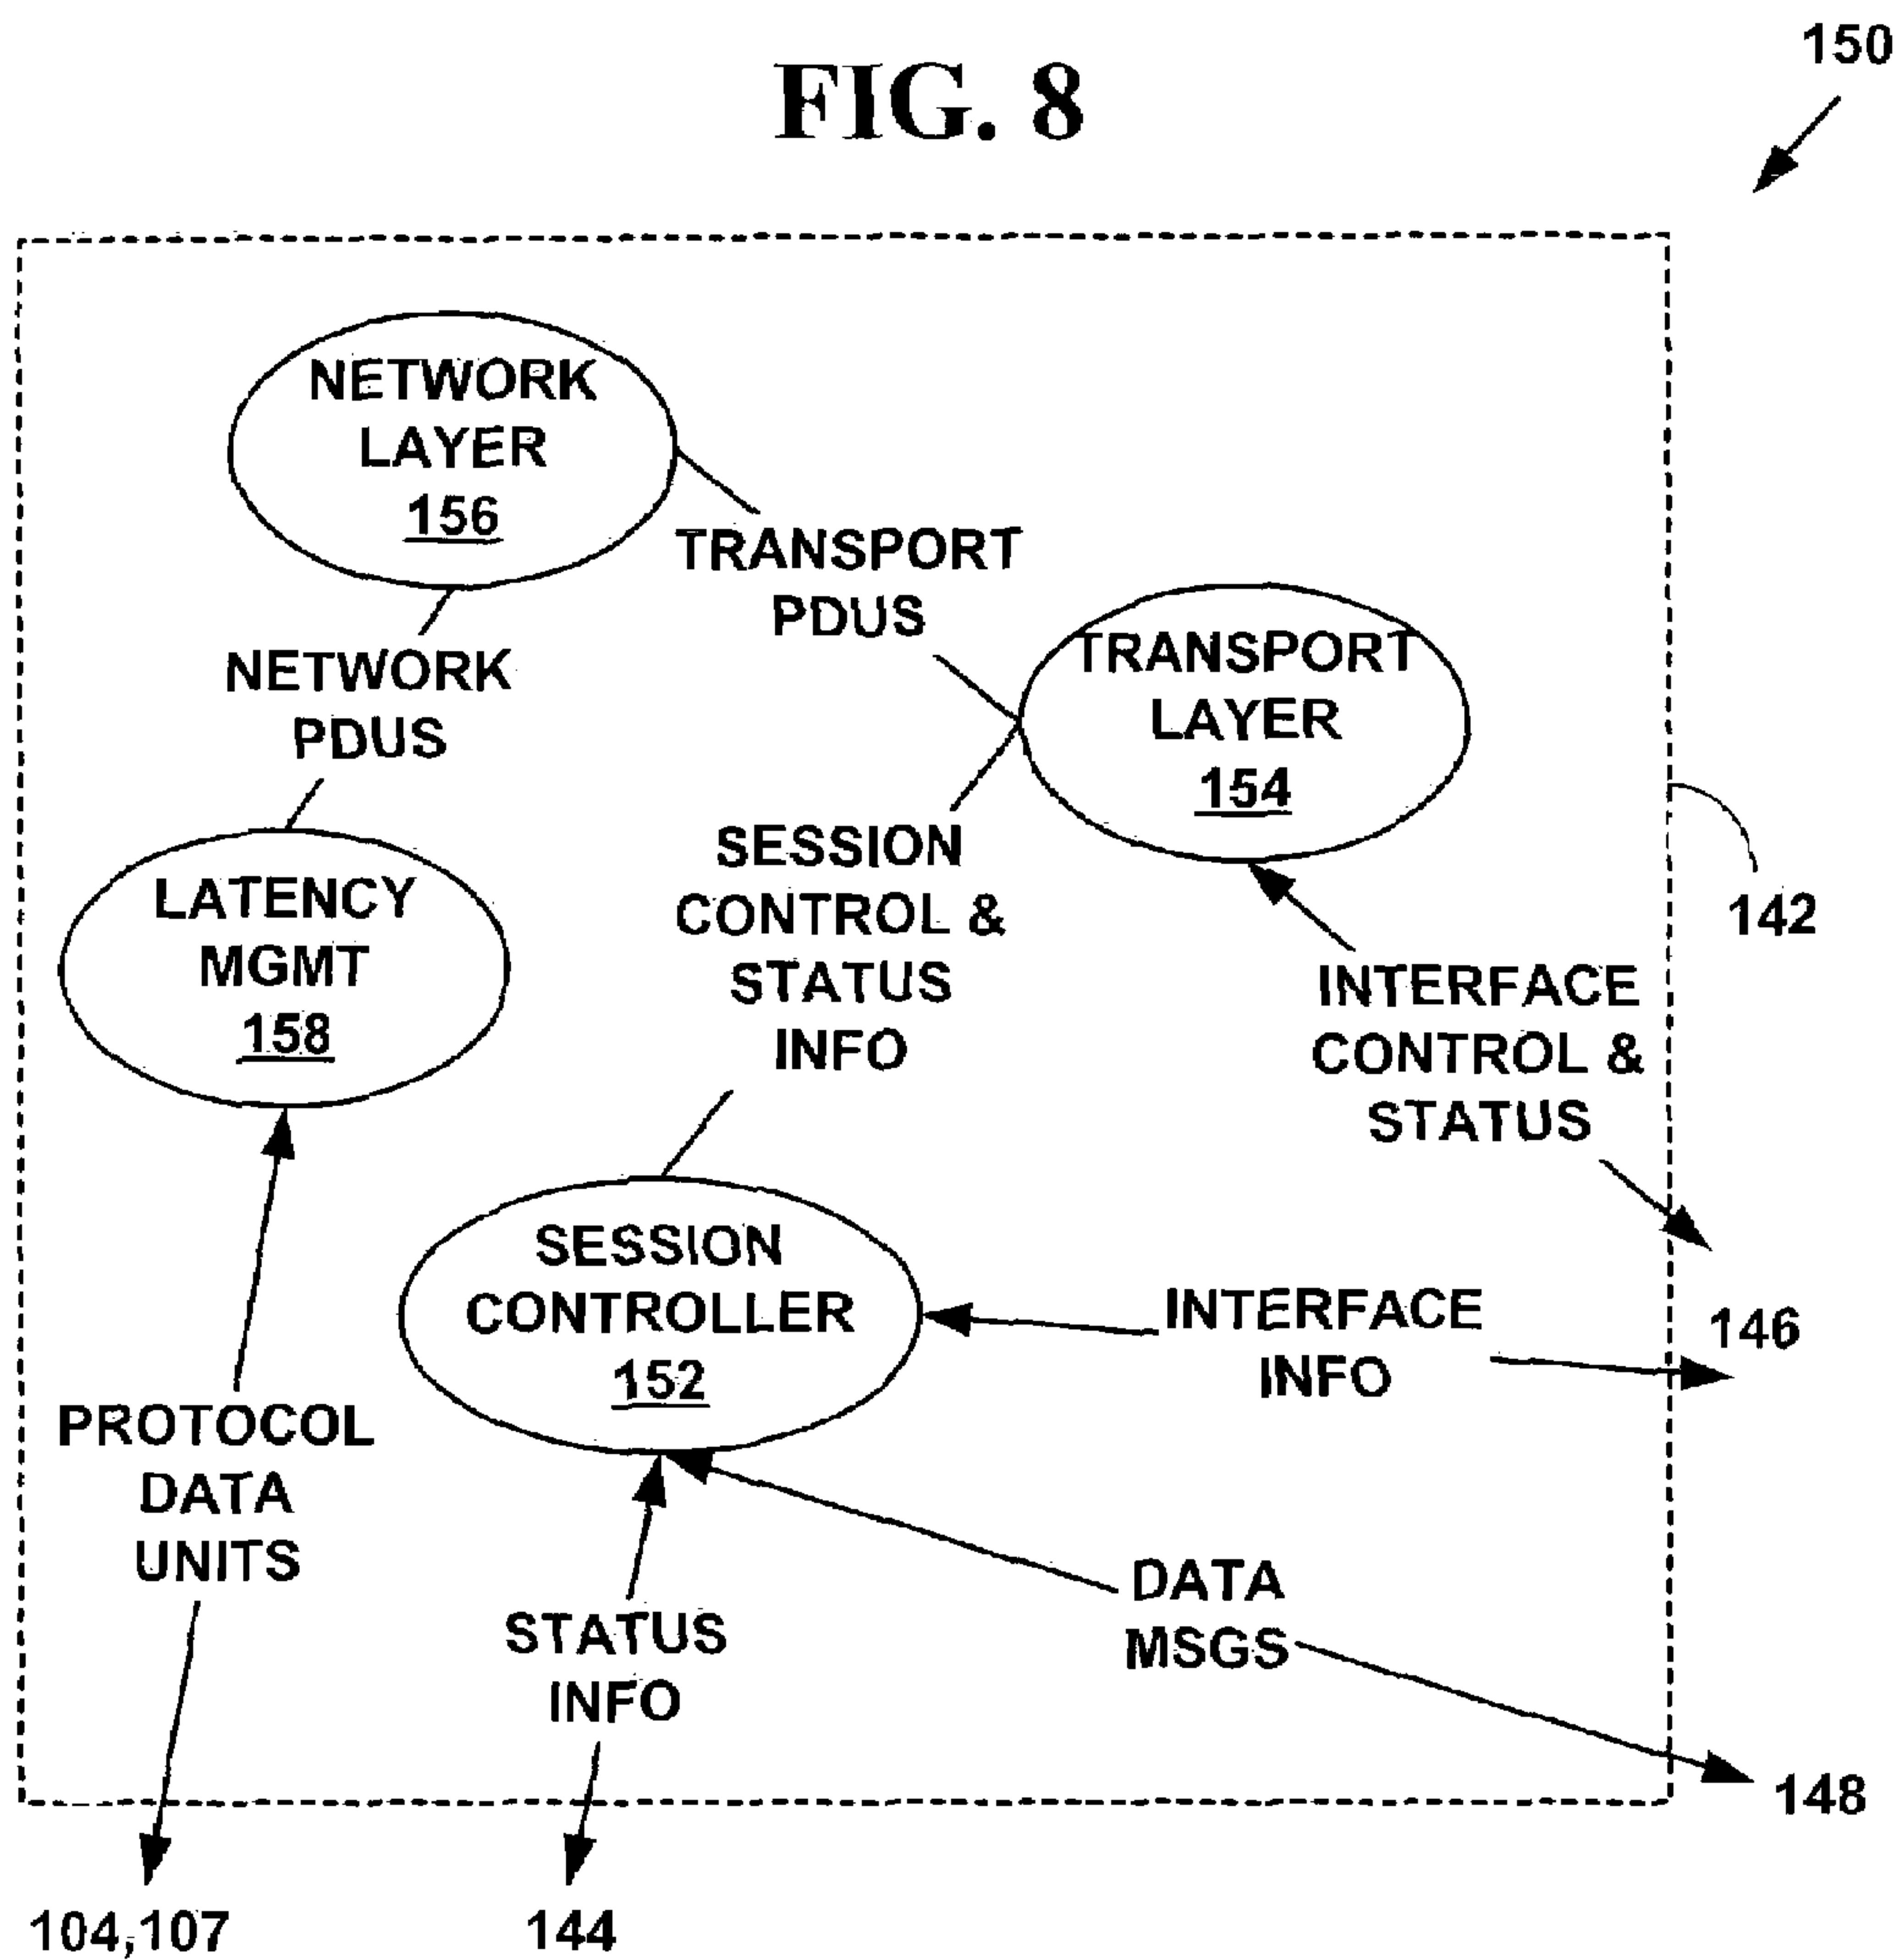 150
FIG. 8
NETWORK
LAYER
156
TRANSPORT
PDUS
NETWORK
PDUS
TRANSPORT
LAYER
154
SESSION
CONTROL &
STATUS
INFO
LATENCY
MGMT
158
142
INTERFACE
CONTROL &
STATUS
SESSION
CONTROLLER
152
INTERFACE
INFO
146
PROTOCOL
DATA
UNITS
STATUS
INFO
DATA
MSGS
148
104,107
144